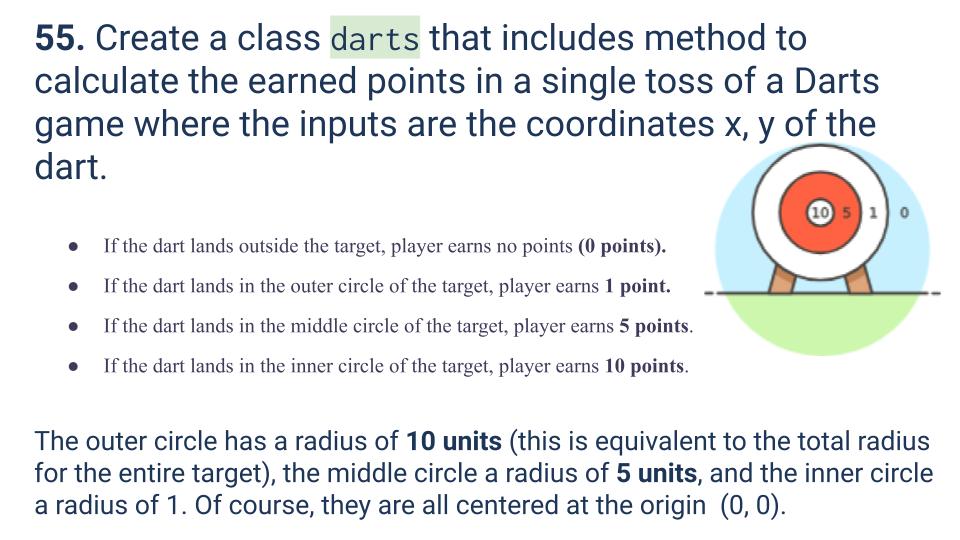 55. Create a class darts that includes method to
calculate the earned points in a single toss of a Darts
game where the inputs are the coordinates x, y of the
dart.
10 5 1 0
● If the dart lands outside the target, player earns no points (0 points).
● If the dart lands in the outer circle of the target, player earns 1 point.
● If the dart lands in the middle circle of the target, player earns 5 points.
● If the dart lands in the inner circle of the target, player earns 10 points.
The outer circle has a radius of 10 units (this is equivalent to the total radius
for the entire target), the middle circle a radius of 5 units, and the inner circle
a radius of 1. Of course, they are all centered at the origin (0, 0).